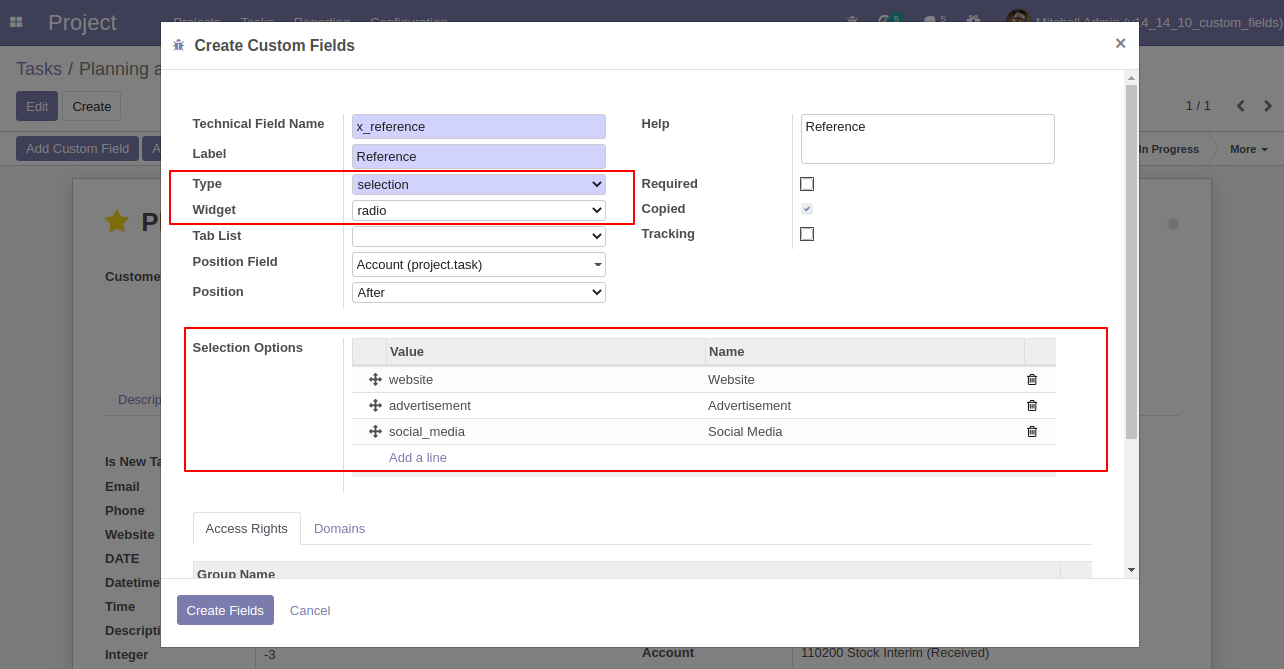 Project
Projects Tasks Reporting Configuration
5 5 Mitchell Admin (v14_14_10_custom_fields)
Create Custom Fields ×
Tasks / Planning a
Edit Create
1 / 1
Add Custom Field A
In Progress More
Technical Field Name x_reference
Help Reference
Label Reference
Type selection
Required
Widget radio
Copied
Tab List
Tracking
Position Field Account (project.task)
Position After
Pl
Custome
Selection Options
Value Name
website Website
advertisement Advertisement
social_media Social Media
Add a line
Descrip
Is New Ta
Email
Phone
Website
DATE
Datetime
Time
Descripti
Integer -3
Access Rights Domains
Group Name
Create Fields Cancel
Account 110200 Stock Interim (Received)